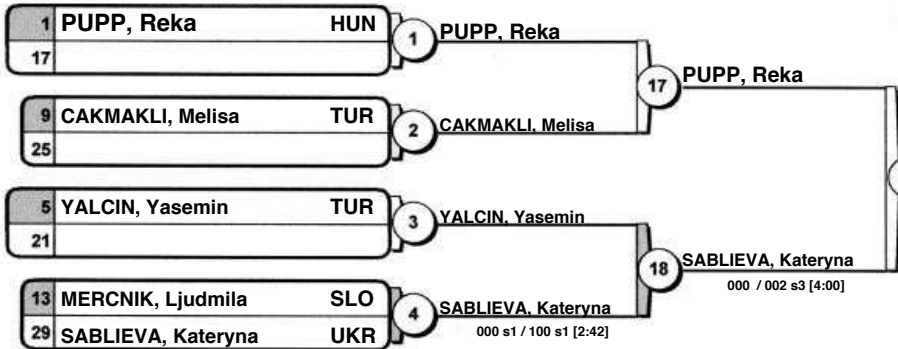 1 PUPP, Reka HUN
17
1
PUPP, Reka
9 CAKMAKLI, Melisa TUR
25
2
CAKMAKLI, Melisa
17
PUPP, Reka
5 YALCIN, Yasemin TUR
21
3
YALCIN, Yasemin
13 MERCNIK, Ljudmila SLO
29 SABLIEVA, Kateryna UKR
4
SABLIEVA, Kateryna
000 s1 / 100 s1 [2:42]
18
SABLIEVA, Kateryna
000 / 002 s3 [4:00]